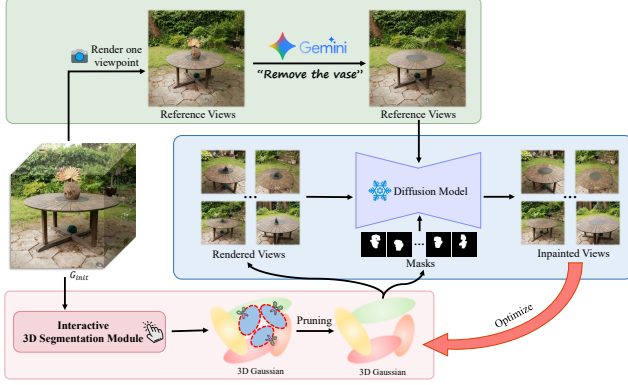 Render one
viewpoint
Gemini
"Remove the vase"
Reference Views
Reference Views
Diffusion Model
Rendered Views
Masks
Inpainted Views
G_init
Interactive
3D Segmentation Module
Pruning
3D Gaussian
3D Gaussian
Optimize